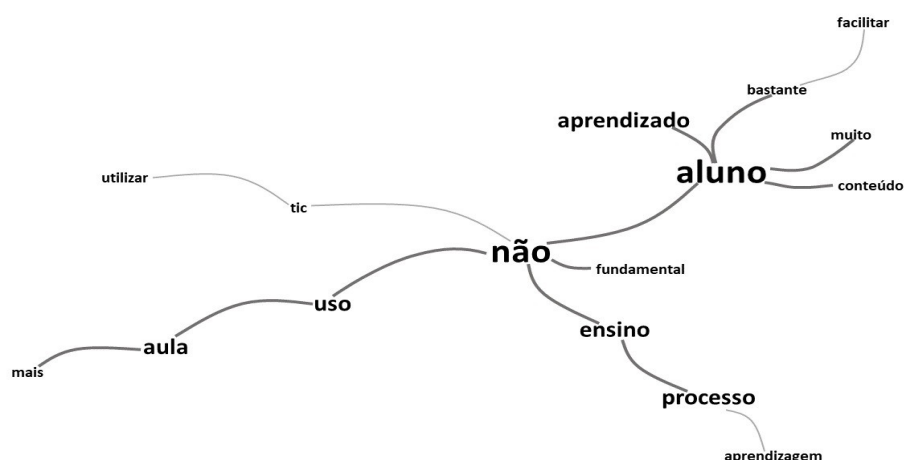 facilitar
bastante
aprendizado
muito
aluno
utilizar
conteúdo
tic
não
fundamental
uso
ensino
aula
mais
processo
aprendizagem